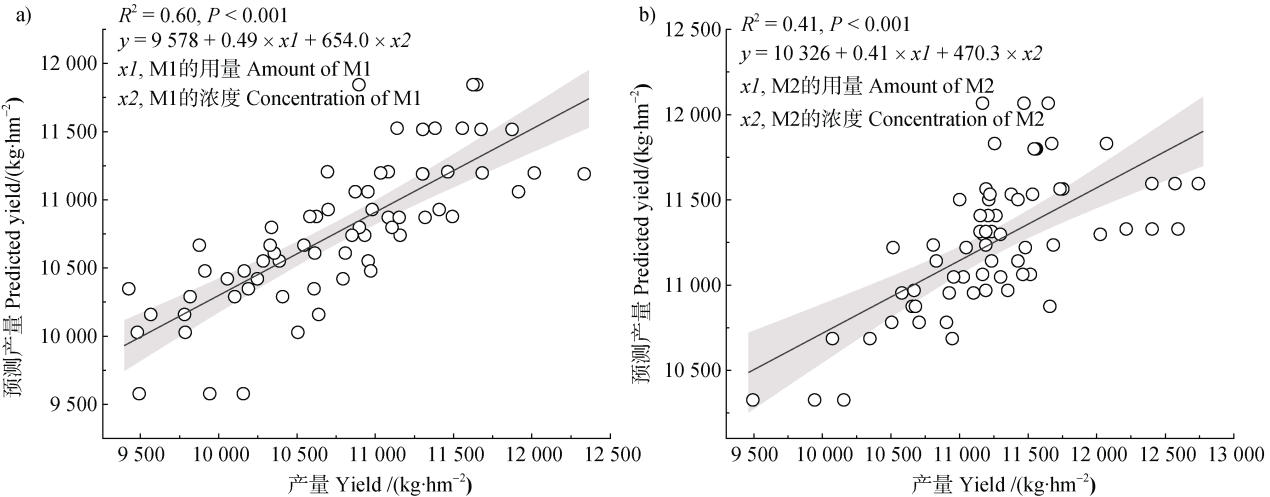 a)
R² = 0.60, P < 0.001
y = 9 578 + 0.49 × x1 + 654.0 × x2
x1, M1的用量 Amount of M1
x2, M1的浓度 Concentration of M1
预测产量 Predicted yield/(kg·hm⁻²)
12 000
11 500
11 000
10 500
10 000
9 500
9 500 10 000 10 500 11 000 11 500 12 000 12 500
产量 Yield /(kg·hm⁻²)
b)
R² = 0.41, P < 0.001
y = 10 326 + 0.41 × x1 + 470.3 × x2
x1, M2的用量 Amount of M2
x2, M2的浓度 Concentration of M2
预测产量 Predicted yield/(kg·hm⁻²)
12 500
12 000
11 500
11 000
10 500
9 500 10 000 10 500 11 000 11 500 12 000 12 500 13 000
产量 Yield /(kg·hm⁻²)